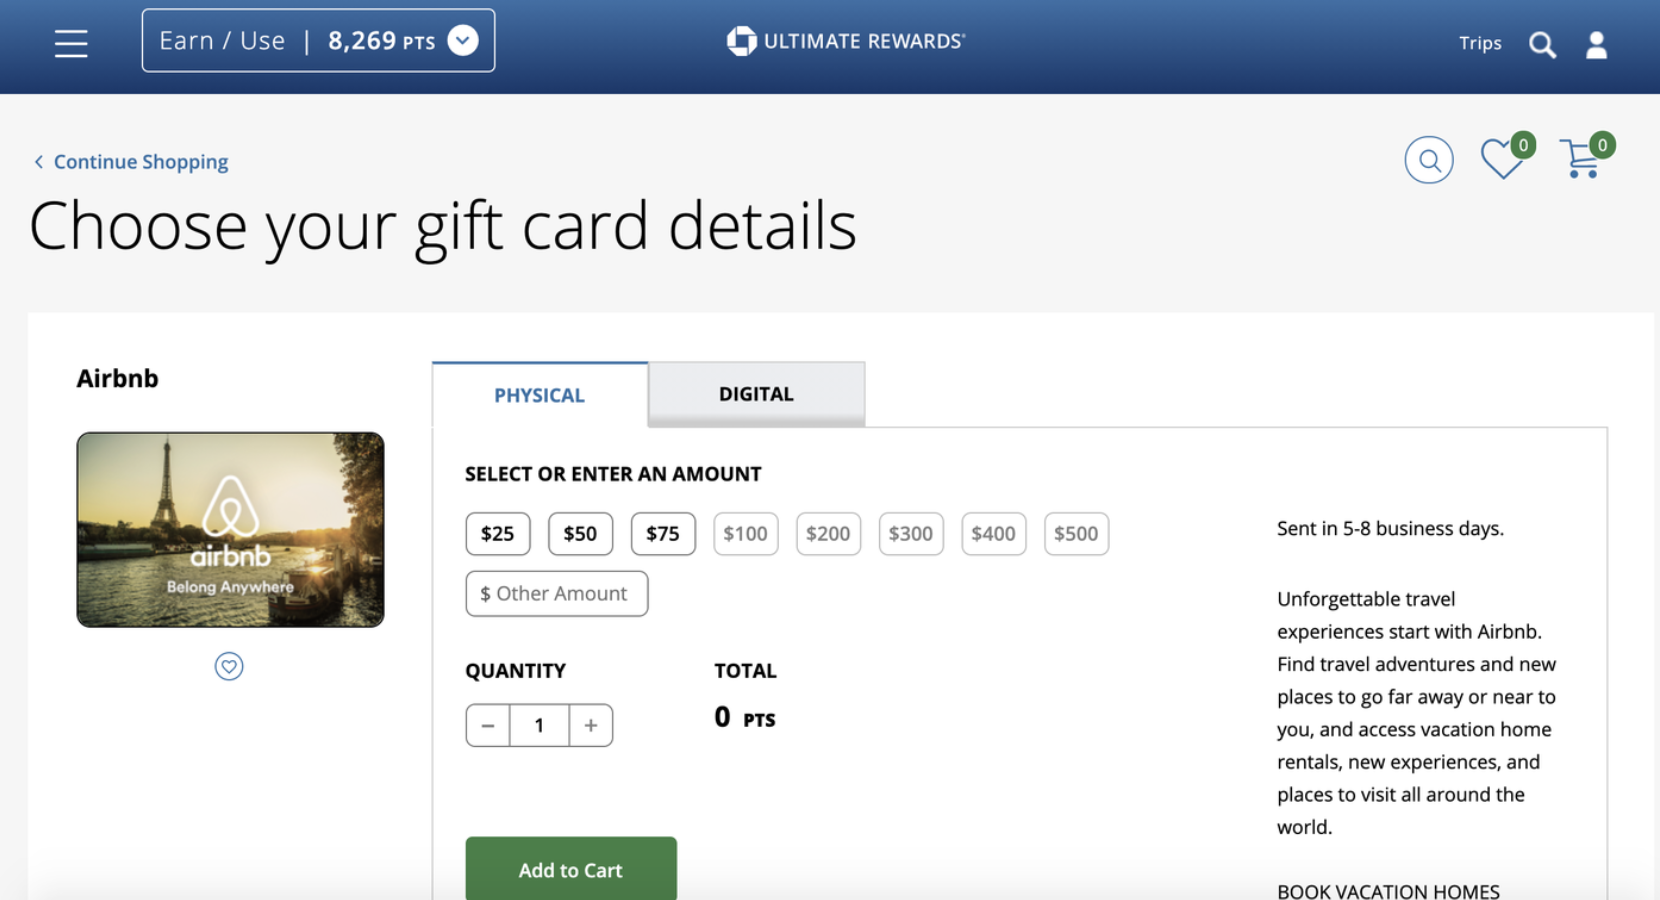 Earn / Use | 8,269 PTS
ULTIMATE REWARDS®
Trips
Continue Shopping
0
0
Choose your gift card details
Airbnb
airbnb
Belong Anywhere
PHYSICAL
DIGITAL
SELECT OR ENTER AN AMOUNT
$25
$50
$75
$100
$200
$300
$400
$500
$ Other Amount
QUANTITY
− 1 +
TOTAL
0 PTS
Add to Cart
Sent in 5-8 business days.
Unforgettable travel
experiences start with Airbnb.
Find travel adventures and new
places to go far away or near to
you, and access vacation home
rentals, new experiences, and
places to visit all around the
world.
BOOK VACATION HOMES